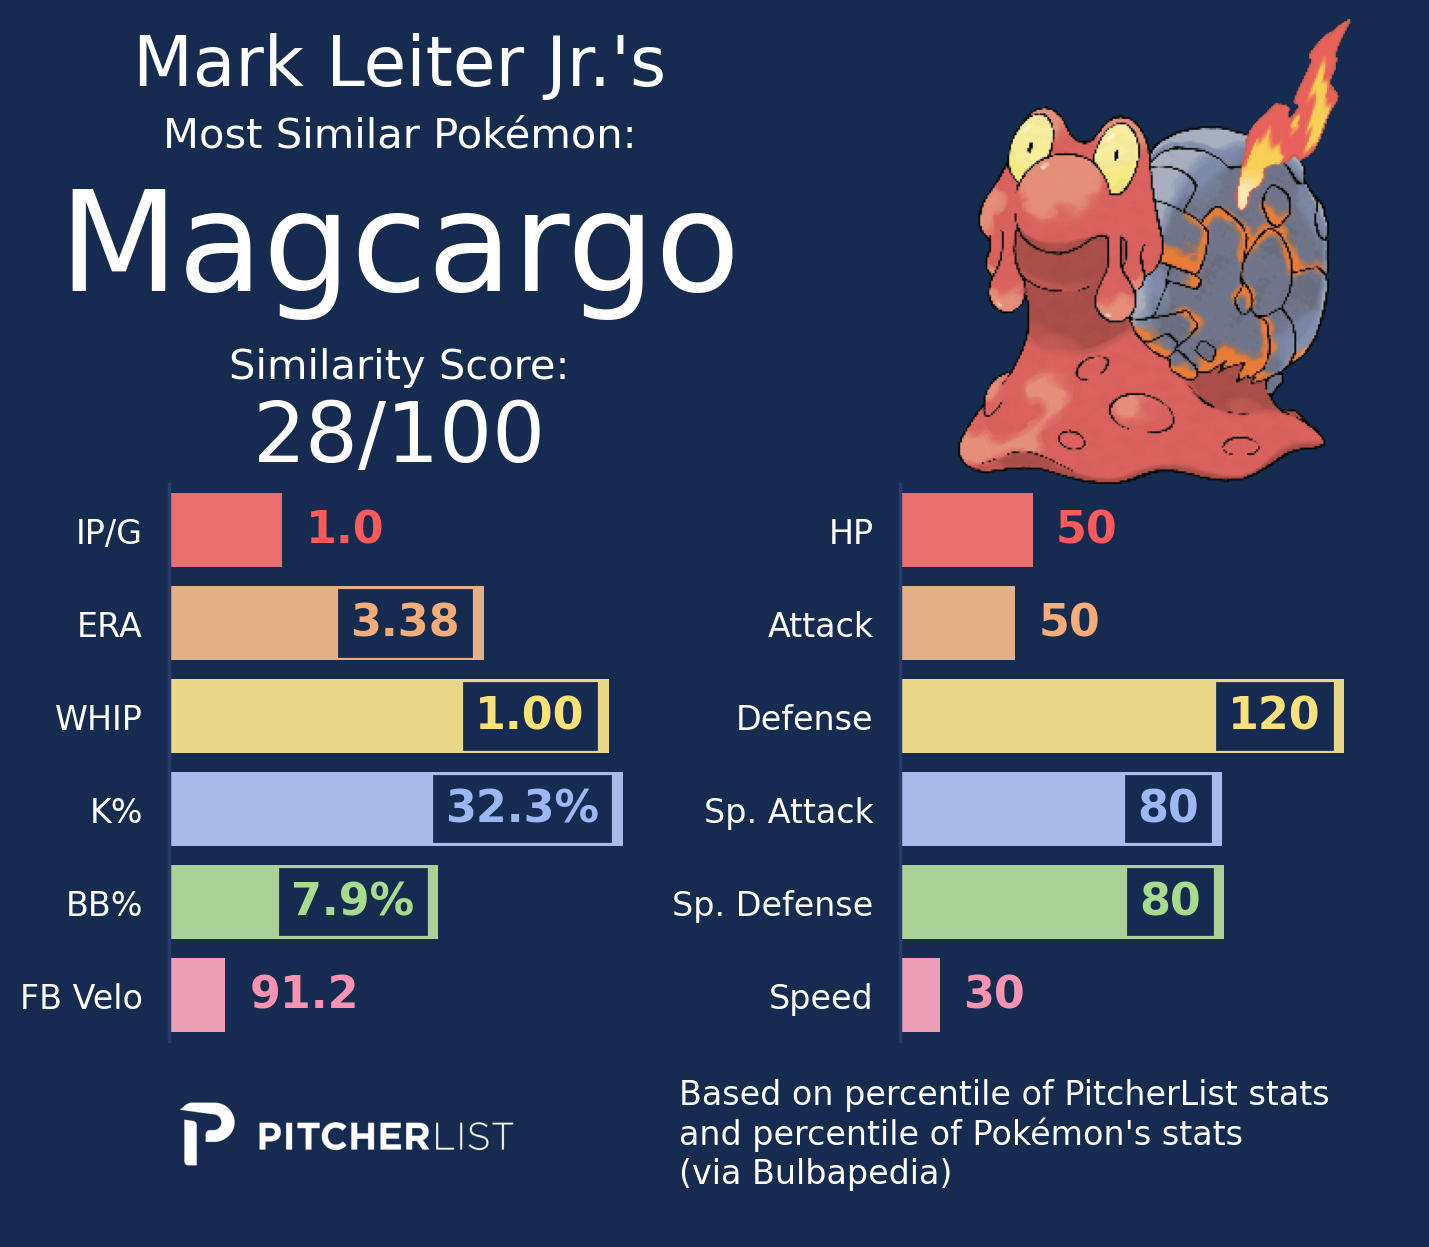 Mark Leiter Jr.'s
Most Similar Pokémon:
Magcargo
Similarity Score:
28/100
IP/G 1.0
ERA 3.38
WHIP 1.00
K% 32.3%
BB% 7.9%
FB Velo 91.2
HP 50
Attack 50
Defense 120
Sp. Attack 80
Sp. Defense 80
Speed 30
PITCHERLIST
Based on percentile of PitcherList stats
and percentile of Pokémon's stats
(via Bulbapedia)